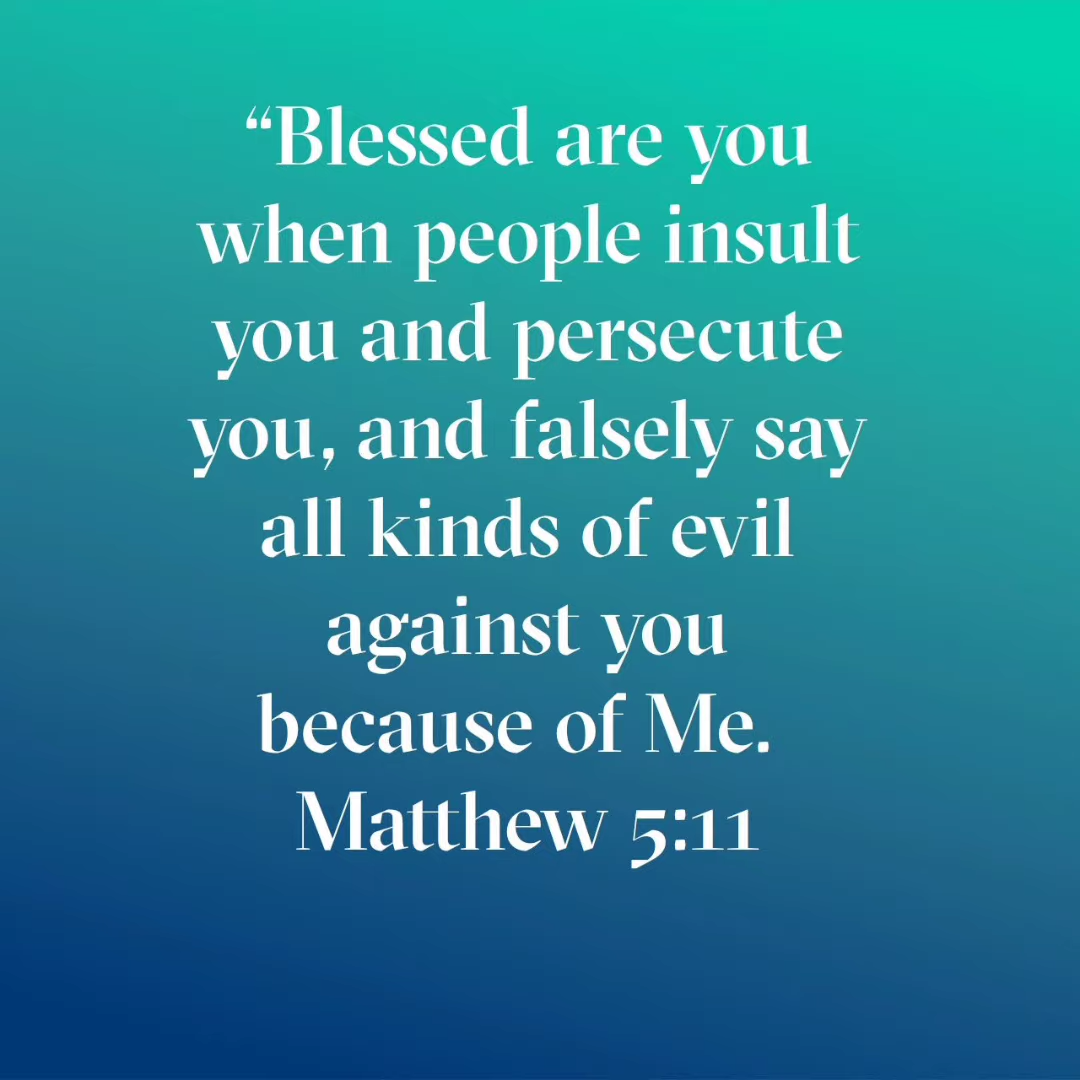 “Blessed are you
when people insult
you and persecute
you, and falsely say
all kinds of evil
against you
because of Me.
Matthew 5:11